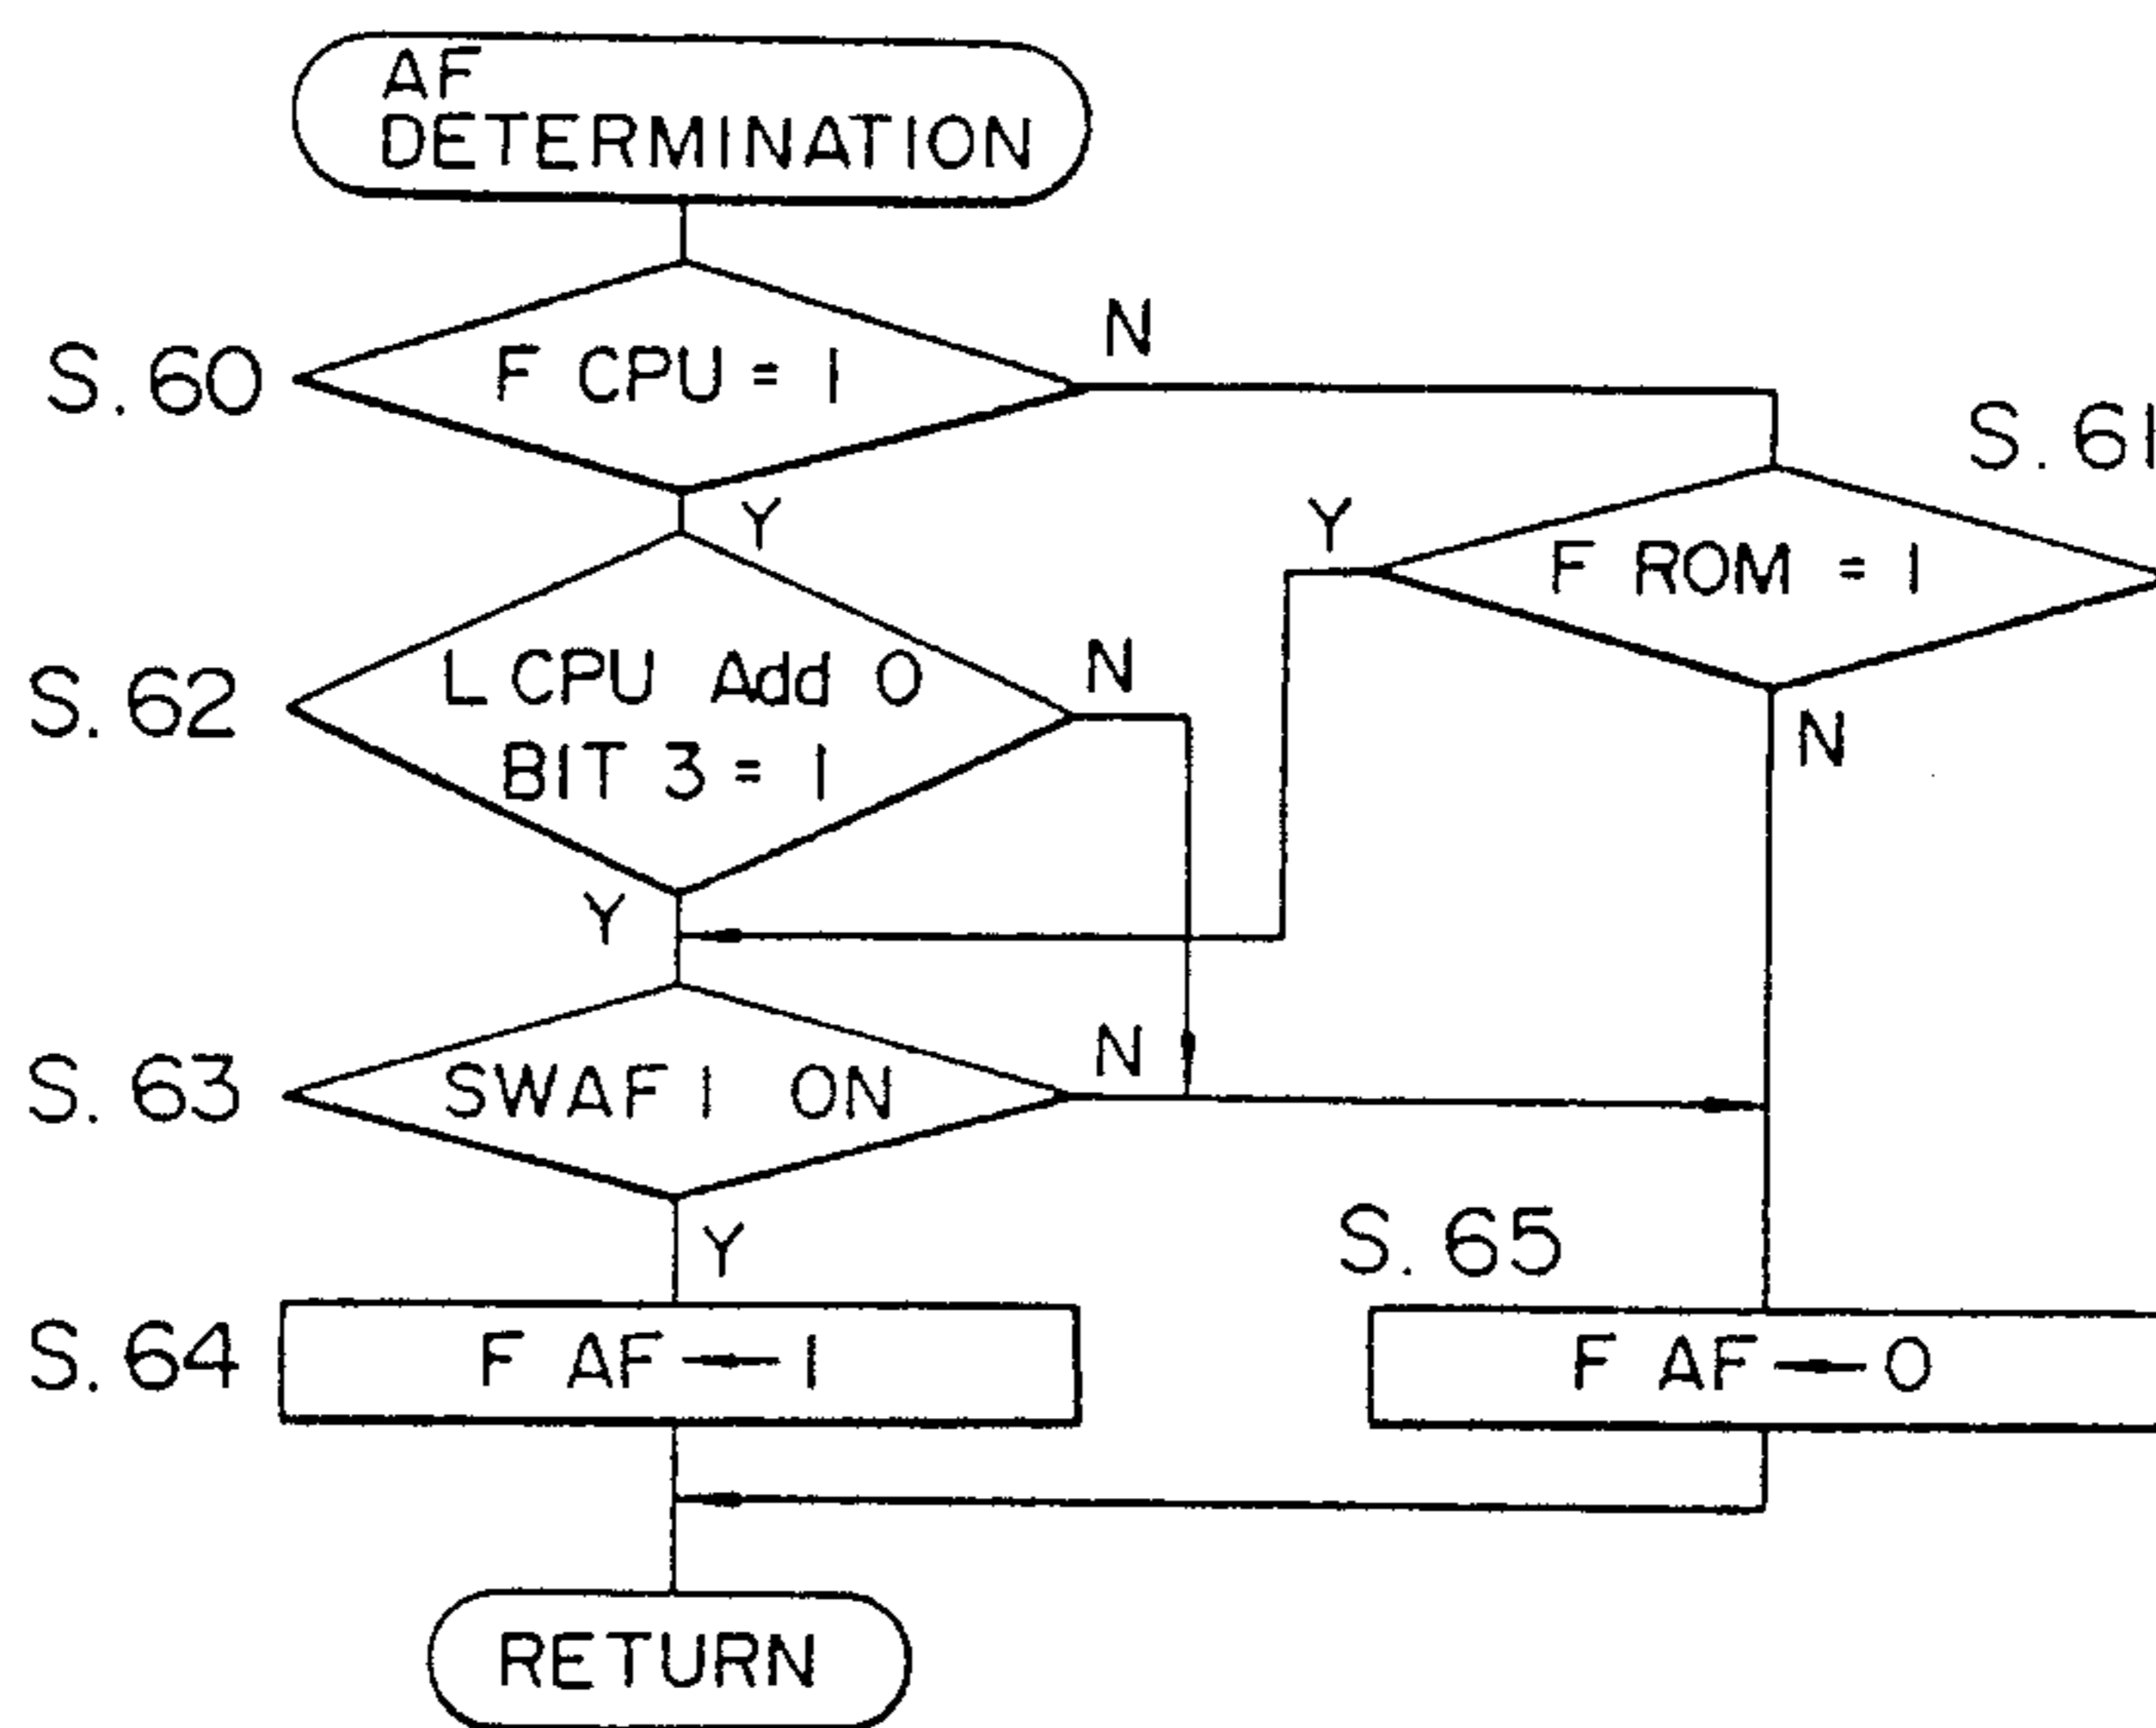 AF
DETERMINATION
S.60
F CPU = 1
N
S.61
Y
Y
F ROM = 1
S.62
L CPU Add 0
BIT 3 = 1
N
N
Y
S.63
SWAF1 ON
N
Y
S.65
S.64
F AF ← 1
F AF ← 0
RETURN